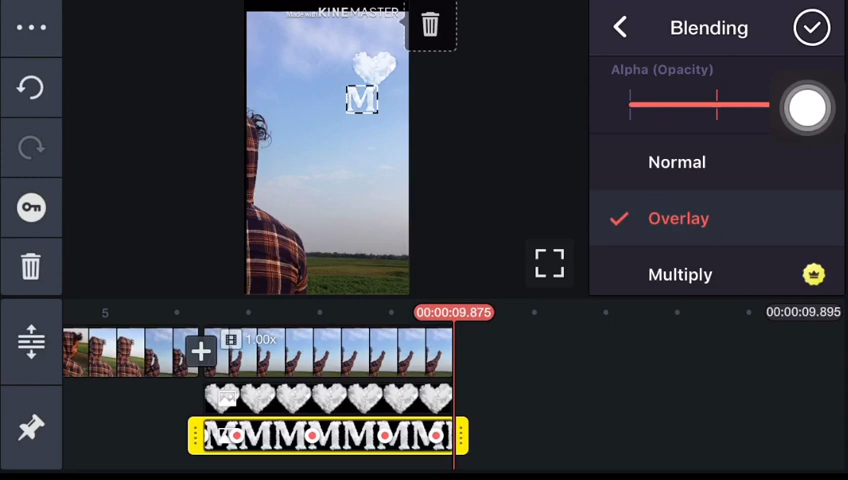 Made with KINEMASTER
M
Blending
Alpha (Opacity)
Normal
Overlay
Multiply
5
00:00:09.875
00:00:09.895
1.00x
MMMMMMM